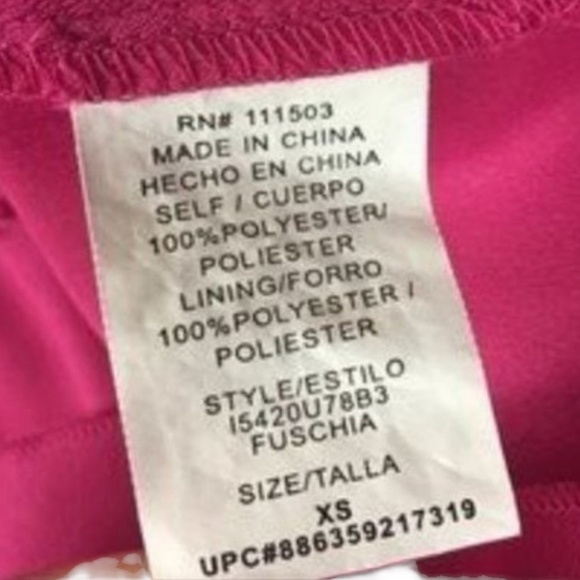 RN# 111503
MADE IN CHINA
HECHO EN CHINA
SELF / CUERPO
100%POLYESTER/
POLIESTER
LINING/FORRO
100%POLYESTER /
POLIESTER
STYLE/ESTILO
I5420U78B3
FUSCHIA
SIZE/TALLA
XS
UPC#886359217319